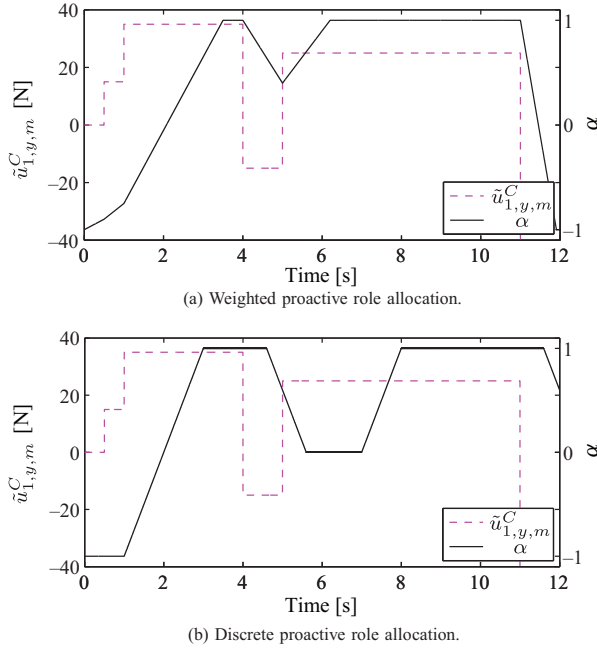 40
20
0
−20
−40
ũ^C_{1,y,m} [N]
1
0
−1
α
ũ^C_{1,y,m}
α
0 2 4 6 8 10 12
Time [s]
(a) Weighted proactive role allocation.
40
20
0
−20
−40
ũ^C_{1,y,m} [N]
1
0
−1
α
ũ^C_{1,y,m}
α
0 2 4 6 8 10 12
Time [s]
(b) Discrete proactive role allocation.